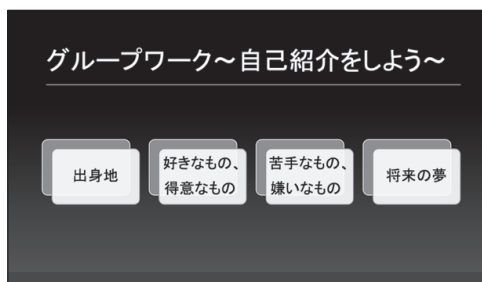 グループワーク～自己紹介をしよう～
出身地
好きなもの、
得意なもの
苦手なもの、
嫌いなもの
将来の夢